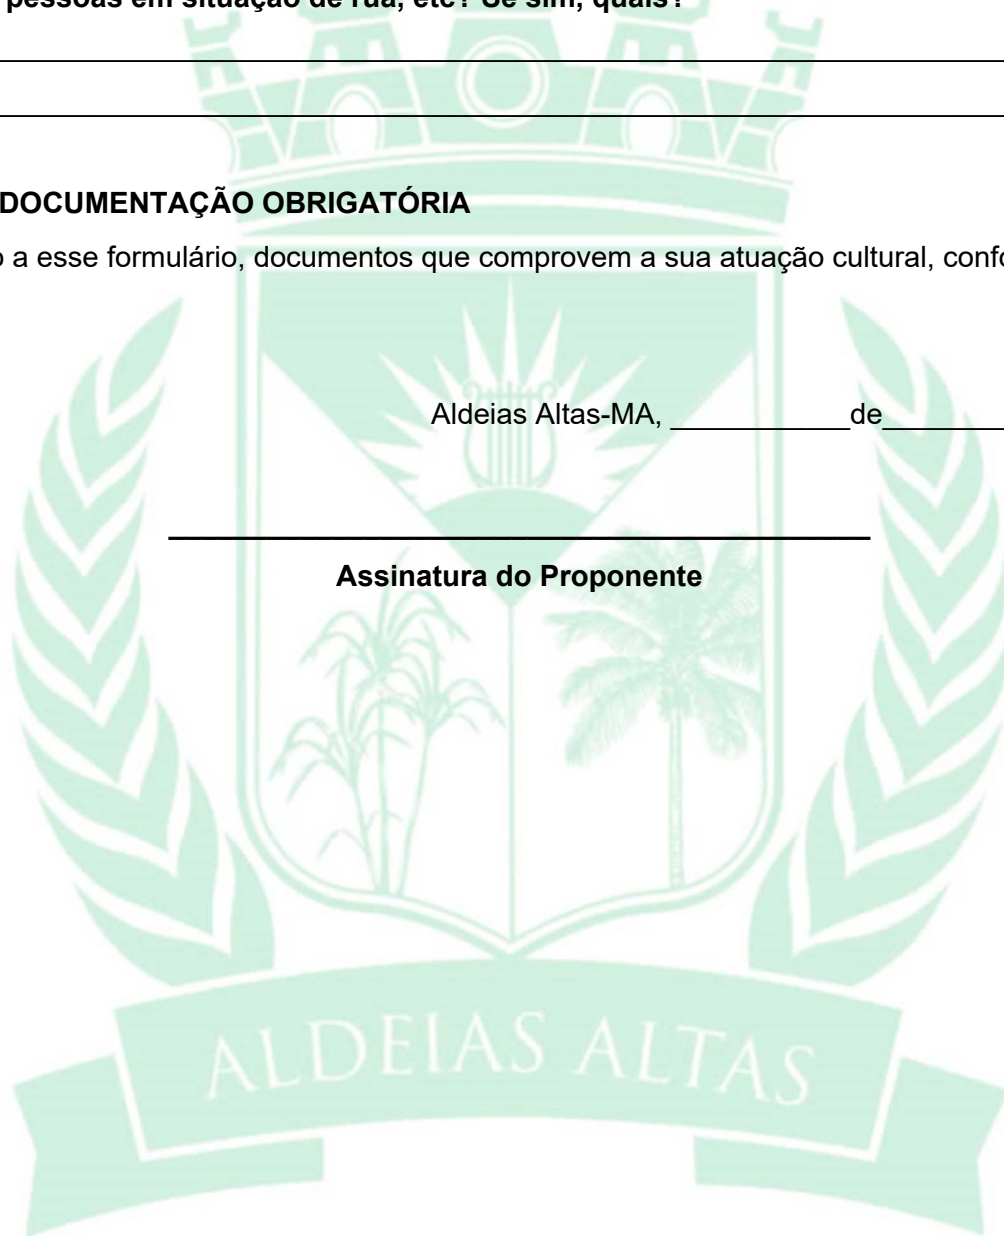 pessoas em situação de rua, etc? Se sim, quais?
DOCUMENTAÇÃO OBRIGATÓRIA
o a esse formulário, documentos que comprovem a sua atuação cultural, confo
Aldeias Altas-MA, ___________de________
Assinatura do Proponente
ALDEIAS ALTAS